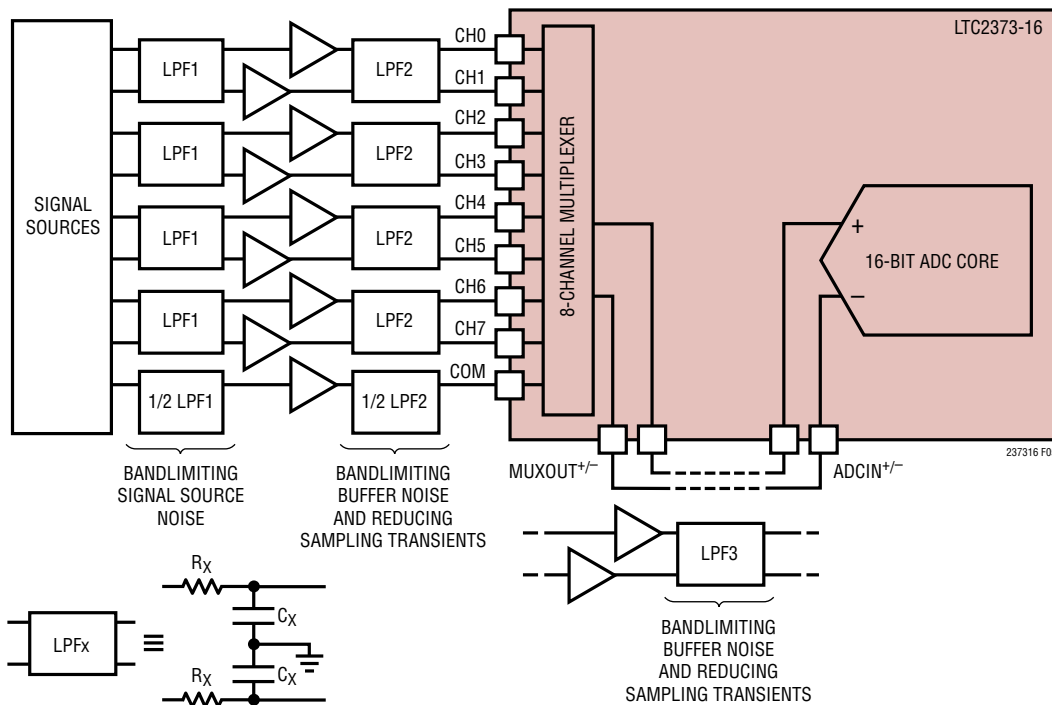 LTC2373-16
SIGNAL
SOURCES
LPF1
LPF2
CH0
CH1
LPF1
LPF2
CH2
CH3
LPF1
LPF2
CH4
CH5
LPF1
LPF2
CH6
CH7
1/2 LPF1
1/2 LPF2
COM
8-CHANNEL MULTIPLEXER
+
–
16-BIT ADC CORE
237316 F03
BANDLIMITING
SIGNAL SOURCE
NOISE
BANDLIMITING
BUFFER NOISE
AND REDUCING
SAMPLING TRANSIENTS
MUXOUT+/–
ADCIN+/–
LPF3
BANDLIMITING
BUFFER NOISE
AND REDUCING
SAMPLING TRANSIENTS
LPFx
≡
RX
CX
CX
RX